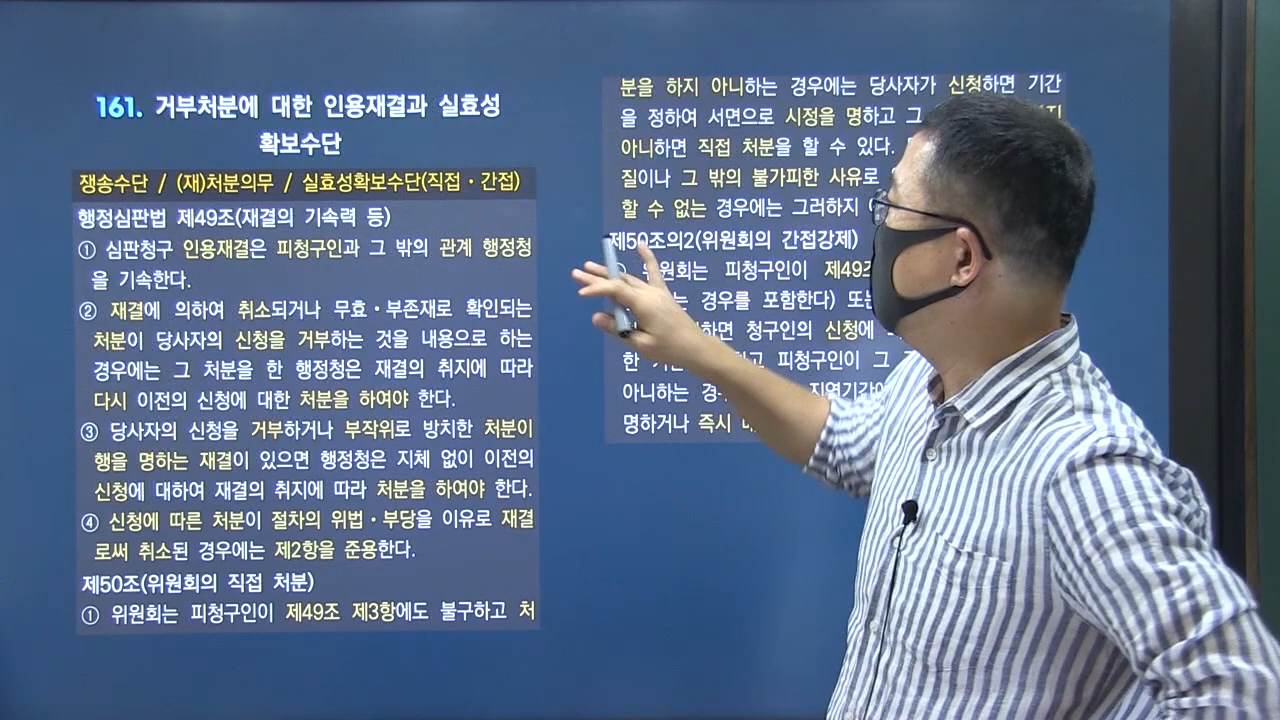 161. 거부처분에 대한 인용재결과 실효성
확보수단
쟁송수단 / (재)처분의무 / 실효성확보수단(직접・간접)
행정심판법 제49조(재결의 기속력 등)
① 심판청구 인용재결은 피청구인과 그 밖의 관계 행정청
을 기속한다.
② 재결에 의하여 취소되거나 무효・부존재로 확인되는
처분이 당사자의 신청을 거부하는 것을 내용으로 하는
경우에는 그 처분을 한 행정청은 재결의 취지에 따라
다시 이전의 신청에 대한 처분을 하여야 한다.
③ 당사자의 신청을 거부하거나 부작위로 방치한 처분이
행을 명하는 재결이 있으면 행정청은 지체 없이 이전의
신청에 대하여 재결의 취지에 따라 처분을 하여야 한다.
④ 신청에 따른 처분이 절차의 위법・부당을 이유로 재결
로써 취소된 경우에는 제2항을 준용한다.
제50조(위원회의 직접 처분)
① 위원회는 피청구인이 제49조 제3항에도 불구하고 처
분을 하지 아니하는 경우에는 당사자가 신청하면 기간
을 정하여 서면으로 시정을 명하고 그
아니하면 직접 처분을 할 수 있다.
질이나 그 밖의 불가피한 사유로
할 수 없는 경우에는 그러하지
제50조의2(위원회의 간접강제)
위원회는 피청구인이 제49조
는 경우를 포함한다) 또는
하면 청구인의 신청에
한 피청구인이 그
아니하는 지연기간에
명하거나 즉시